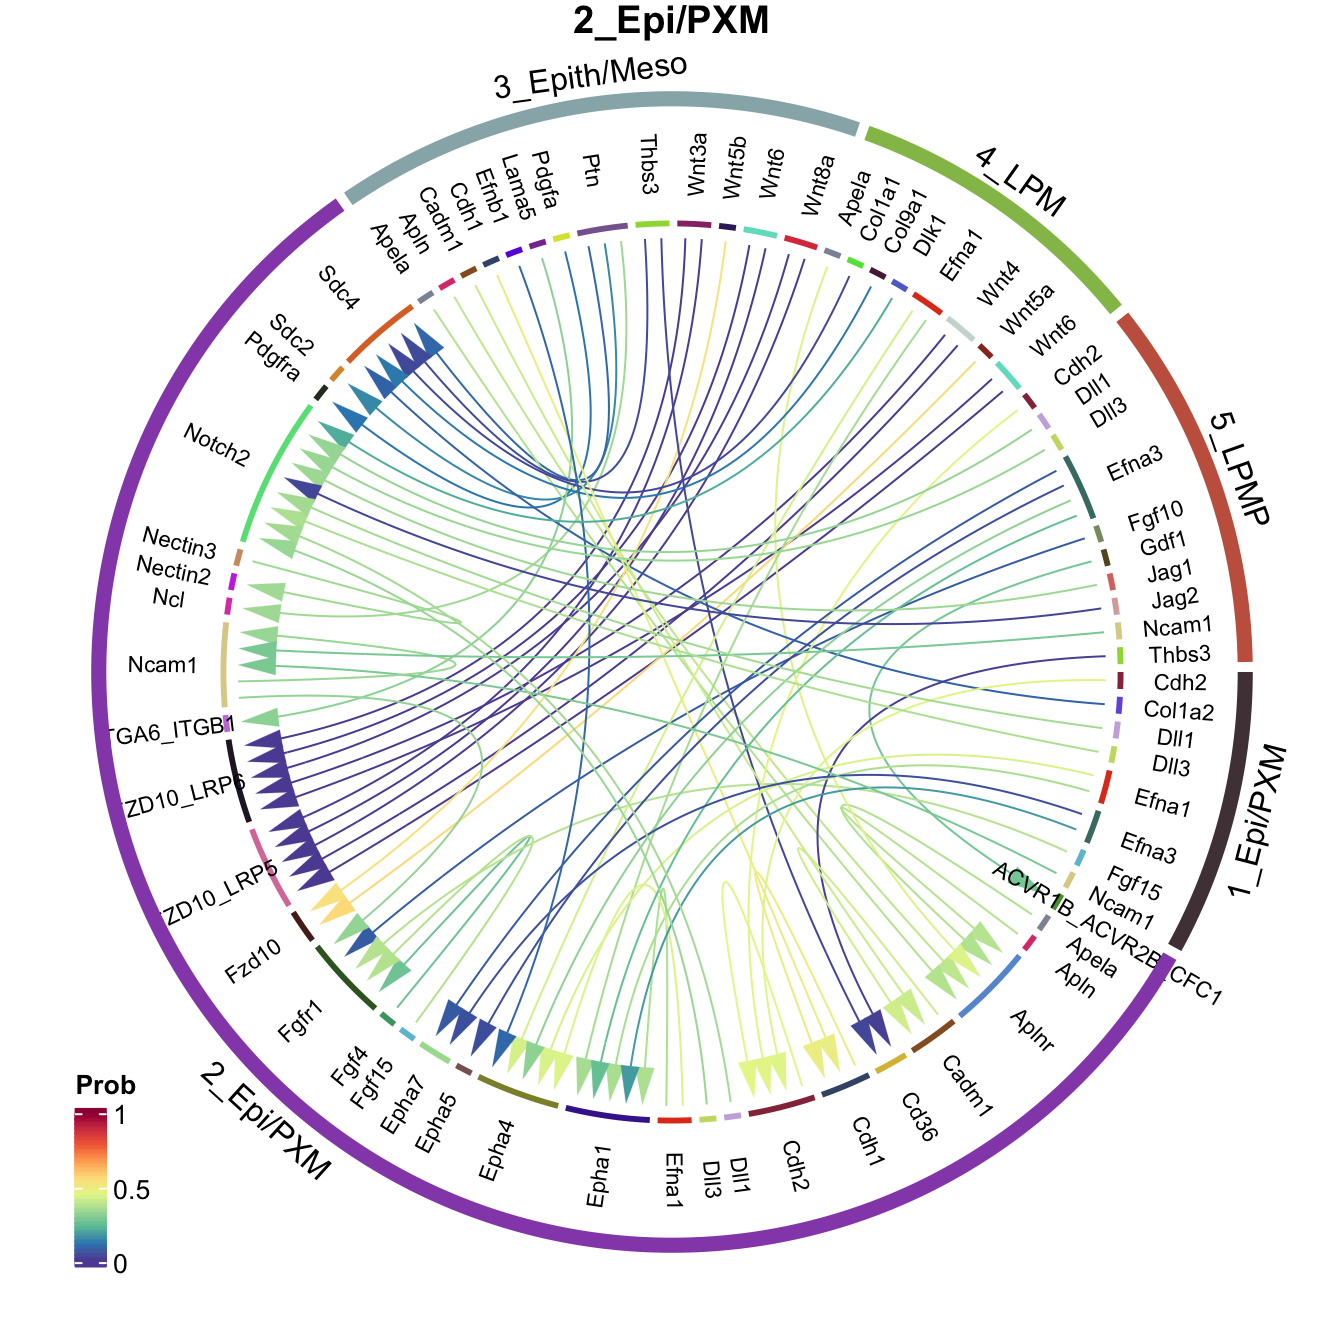 2_Epi/PXM
3_Epith/Meso
Apela
Apln
Cadm1
Cdh1
Efnb1
Lama5
Pdgfa
Ptn
Thbs3
Wnt3a
Wnt5b
Wnt6
Wnt8a
4_LPM
Apela
Col1a1
Col9a1
Dlk1
Efna1
Wnt4
Wnt5a
Wnt6
5_LPMP
Cdh2
Dll1
Dll3
Efna3
Fgf10
Gdf1
Jag1
Jag2
Ncam1
Thbs3
1_Epi/PXM
Cdh2
Col1a2
Dll1
Dll3
Efna1
Efna3
Fgf15
Ncam1
2_Epi/PXM
ACVR1B_ACVR2B_CFC1
Apela
Apln
Aplnr
Cadm1
Cd36
Cdh1
Cdh2
Dll1
Dll3
Efna1
Epha1
Epha4
Epha5
Epha7
Fgf15
Fgf4
Fgfr1
Fzd10
ZD10_LRP5
ZD10_LRP6
TGA6_ITGB1
Ncam1
Ncl
Nectin2
Nectin3
Notch2
Pdgfra
Sdc2
Sdc4
Prob
1
0.5
0